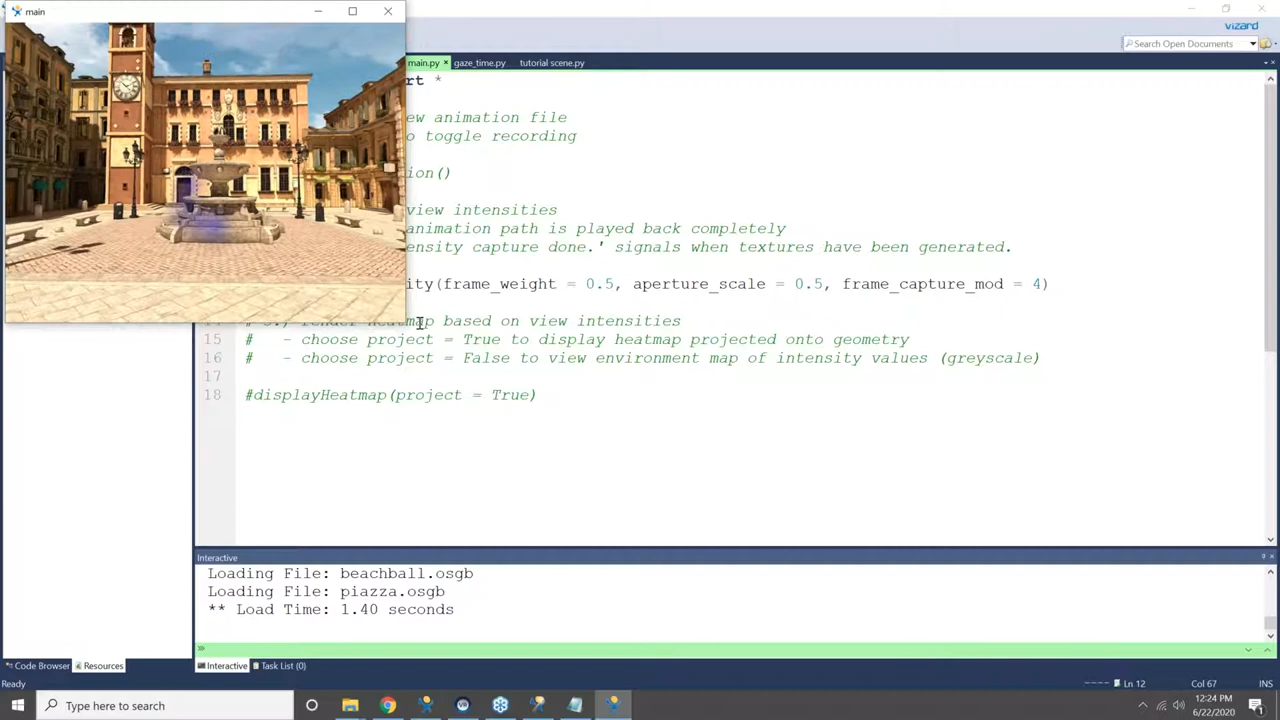 main
vizard
Search Open Documents
main.py × gaze_time.py tutorial scene.py
rt *
ew animation file
o toggle recording
ion()
view intensities
animation path is played back completely
ensity capture done.' signals when textures have been generated.
ity(frame_weight = 0.5, aperture_scale = 0.5, frame_capture_mod = 4)
render heatmap based on view intensities
15 # - choose project = True to display heatmap projected onto geometry
16 # - choose project = False to view environment map of intensity values (greyscale)
17
18 #displayHeatmap(project = True)
Interactive
Loading File: beachball.osgb
Loading File: piazza.osgb
** Load Time: 1.40 seconds
»
Code Browser Resources Interactive Task List (0)
Ready Ln 12 Col 67 INS
Type here to search
12:24 PM
6/22/2020